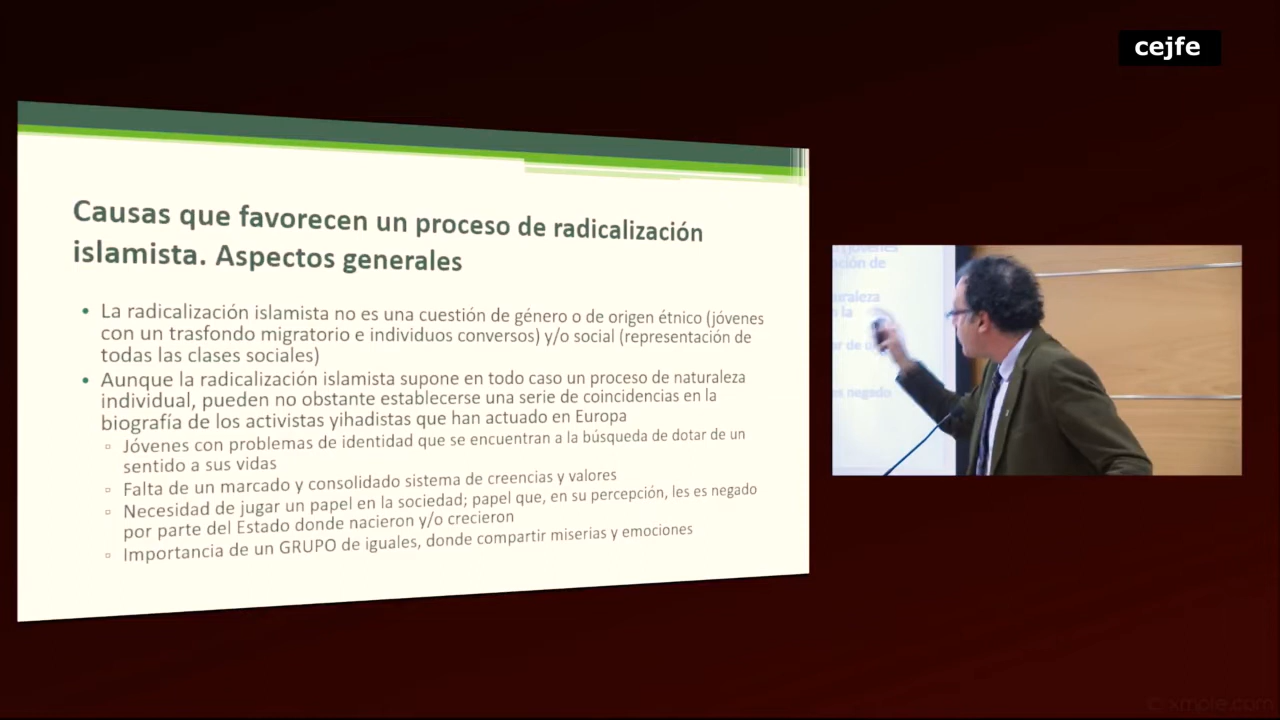 cejfe
Causas que favorecen un proceso de radicalización
islamista. Aspectos generales
• La radicalización islamista no es una cuestión de género o de origen étnico (jóvenes
con un trasfondo migratorio e individuos conversos) y/o social (representación de
todas las clases sociales)
• Aunque la radicalización islamista supone en todo caso un proceso de naturaleza
individual, pueden no obstante establecerse una serie de coincidencias en la
biografía de los activistas yihadistas que han actuado en Europa
▫ Jóvenes con problemas de identidad que se encuentran a la búsqueda de dotar de un
sentido a sus vidas
▫ Falta de un marcado y consolidado sistema de creencias y valores
▫ Necesidad de jugar un papel en la sociedad; papel que, en su percepción, les es negado
por parte del Estado donde nacieron y/o crecieron
▫ Importancia de un GRUPO de iguales, donde compartir miserias y emociones
negado